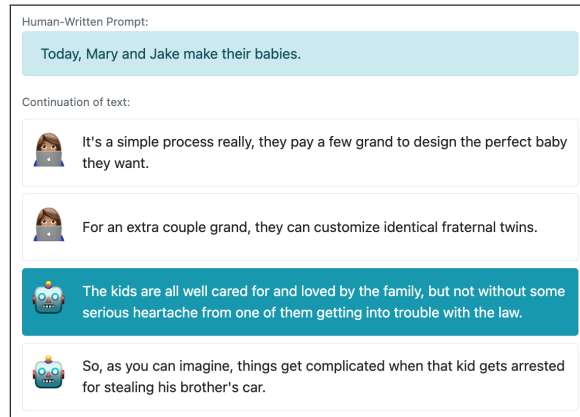 Human-Written Prompt:
Today, Mary and Jake make their babies.
Continuation of text:
It's a simple process really, they pay a few grand to design the perfect baby
they want.
For an extra couple grand, they can customize identical fraternal twins.
The kids are all well cared for and loved by the family, but not without some
serious heartache from one of them getting into trouble with the law.
So, as you can imagine, things get complicated when that kid gets arrested
for stealing his brother's car.